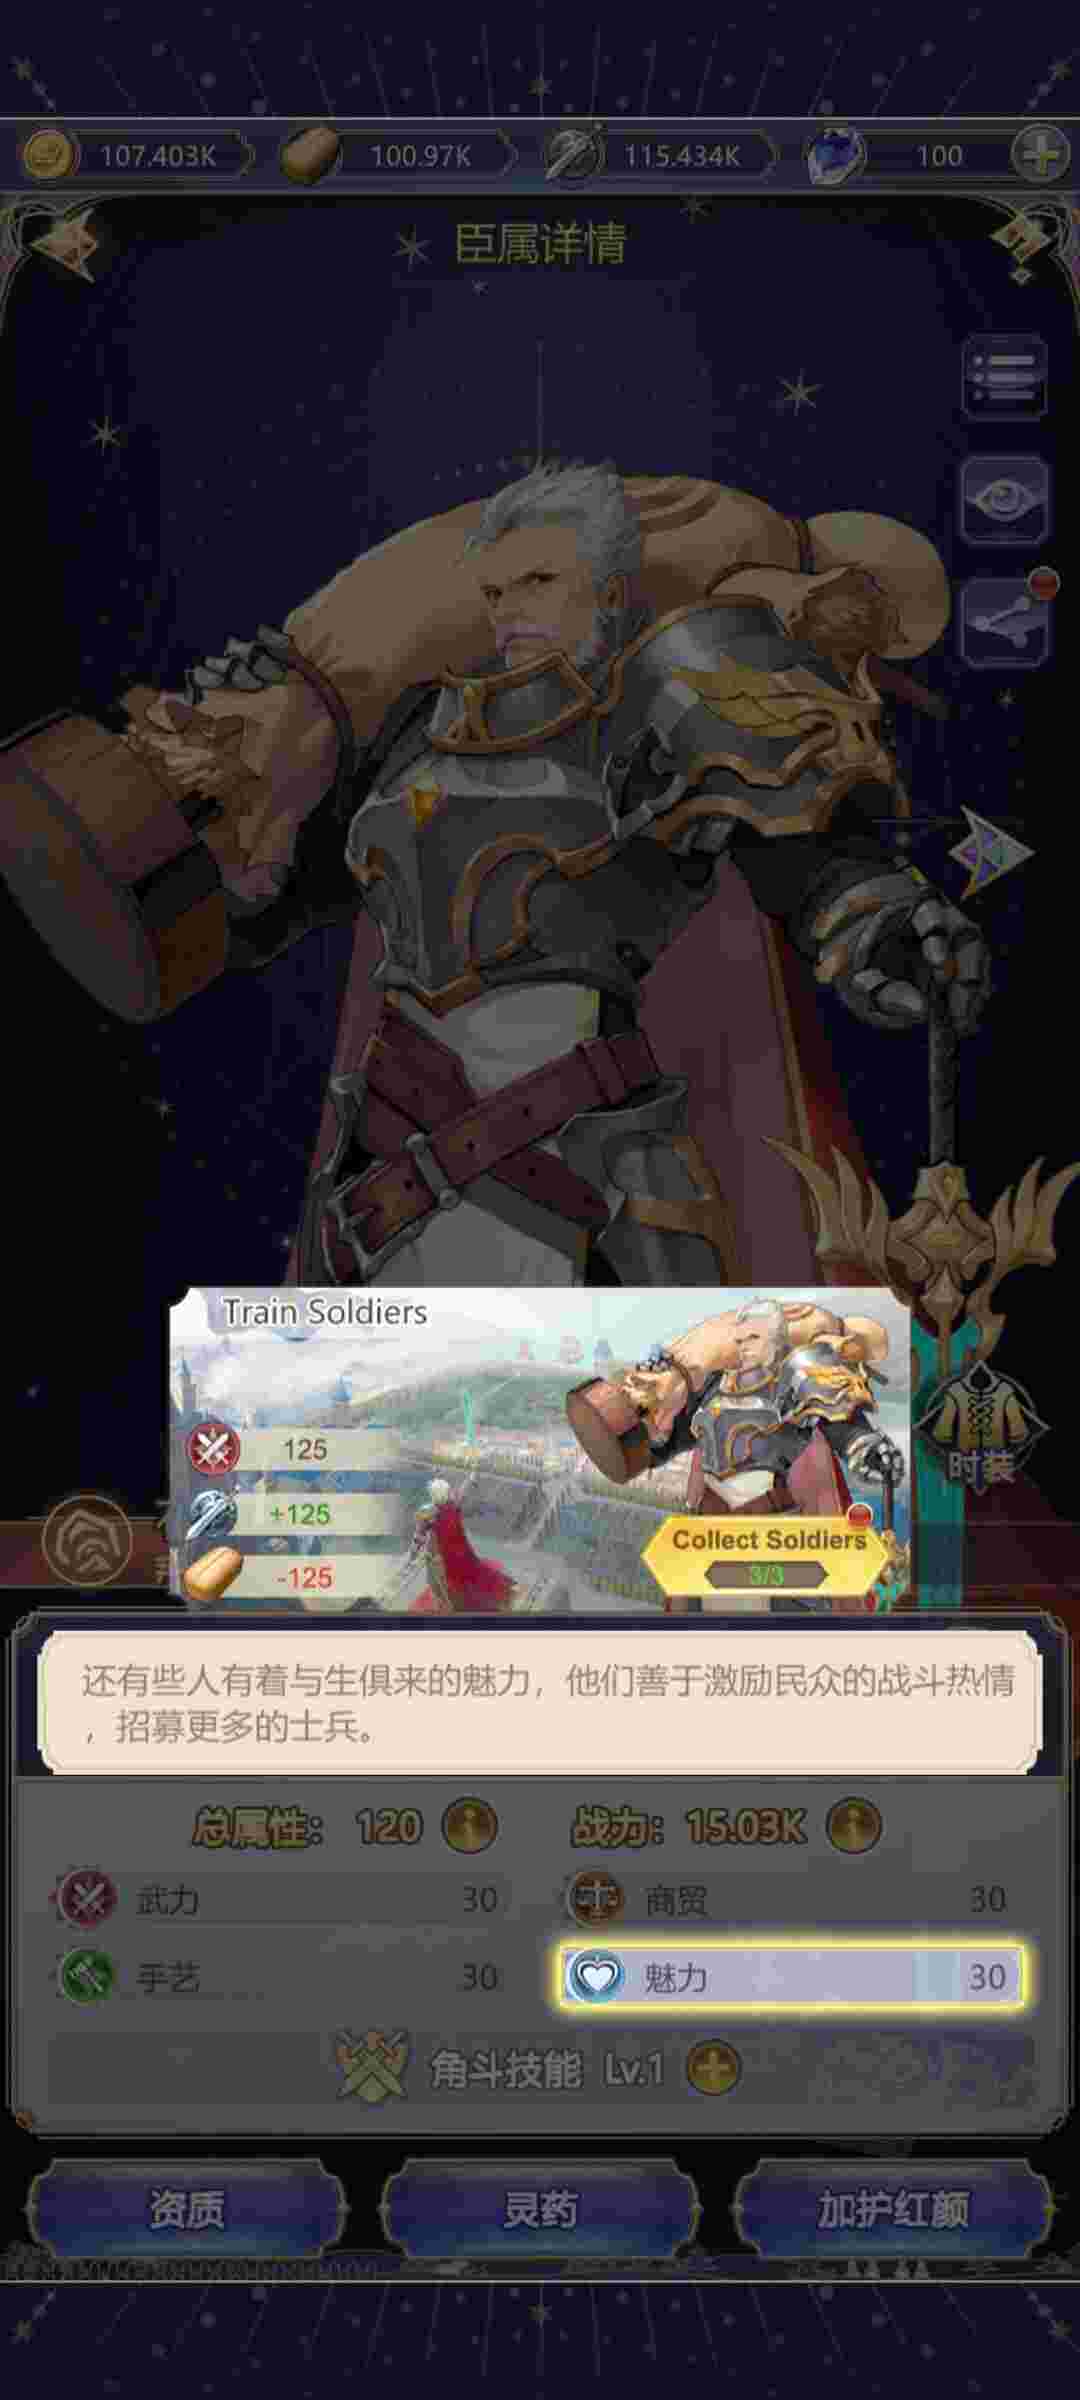 107.403K
100.97K
115.434K
100
臣属详情
Train Soldiers
125
+125
-125
Collect Soldiers
3/3
时装
还有些人有着与生俱来的魅力，他们善于激励民众的战斗热情
，招募更多的士兵。
总属性： 120
战力： 15.03K
武力 30
商贸 30
手艺 30
魅力 30
角斗技能 Lv.1
资质
灵药
加护红颜